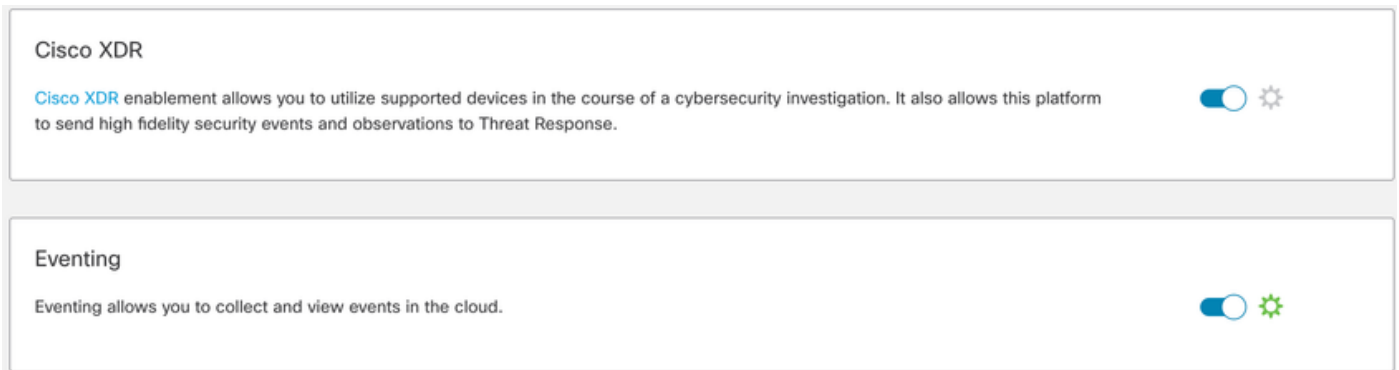 Cisco XDR
Cisco XDR enablement allows you to utilize supported devices in the course of a cybersecurity investigation. It also allows this platform
to send high fidelity security events and observations to Threat Response.
Eventing
Eventing allows you to collect and view events in the cloud.